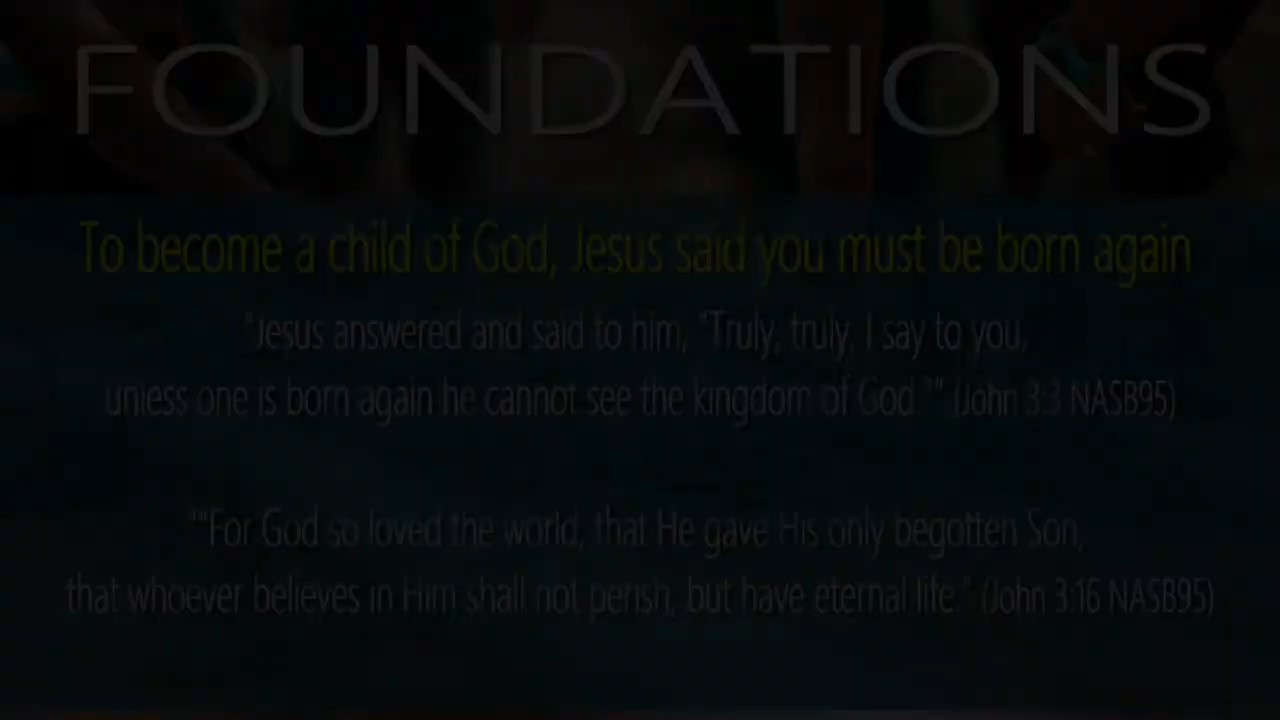 FOUNDATIONS
To become a child of God, Jesus said you must be born again
"Jesus answered and said to him, "Truly, truly, I say to you,
unless one is born again he cannot see the kingdom of God."" (John 3:3 NASB95)
""For God so loved the world, that He gave His only begotten Son,
that whoever believes in Him shall not perish, but have eternal life." (John 3:16 NASB95)